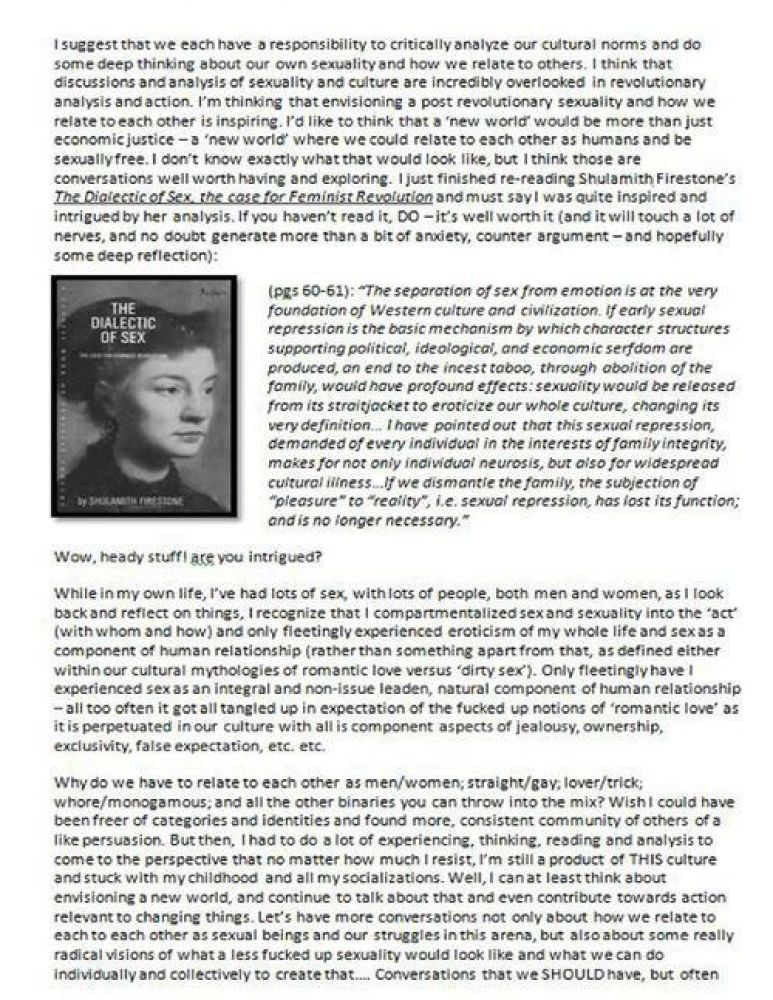 I suggest that we each have a responsibility to critically analyze our cultural norms and do
some deep thinking about our own sexuality and how we relate to others. I think that
discussions and analysis of sexuality and culture are incredibly overlooked in revolutionary
analysis and action. I'm thinking that envisioning a post revolutionary sexuality and how we
relate to each other is inspiring. I'd like to think that a 'new world' would be more than just
economic justice – a 'new world' where we could relate to each other as humans and be
sexually free. I don't know exactly what that would look like, but I think those are
conversations well worth having and exploring. I just finished re-reading Shulamith Firestone's
The Dialectic of Sex, the case for Feminist Revolution and must say I was quite inspired and
intrigued by her analysis. If you haven't read it, DO – it's well worth it (and it will touch a lot of
nerves, and no doubt generate more than a bit of anxiety, counter argument – and hopefully
some deep reflection):
THE
DIALECTIC
OF SEX
THE CASE FOR FEMINIST REVOLUTION
by SHULAMITH FIRESTONE
(pgs 60-61): "The separation of sex from emotion is at the very
foundation of Western culture and civilization. If early sexual
repression is the basic mechanism by which character structures
supporting political, ideological, and economic serfdom are
produced, an end to the incest taboo, through abolition of the
family, would have profound effects: sexuality would be released
from its straitjacket to eroticize our whole culture, changing its
very definition... I have pointed out that this sexual repression,
demanded of every individual in the interests of family integrity,
makes for not only individual neurosis, but also for widespread
cultural illness...If we dismantle the family, the subjection of
"pleasure" to "reality", i.e. sexual repression, has lost its function;
and is no longer necessary."
Wow, heady stuff! are you intrigued?
While in my own life, I've had lots of sex, with lots of people, both men and women, as I look
back and reflect on things, I recognize that I compartmentalized sex and sexuality into the 'act'
(with whom and how) and only fleetingly experienced eroticism of my whole life and sex as a
component of human relationship (rather than something apart from that, as defined either
within our cultural mythologies of romantic love versus 'dirty sex'). Only fleetingly have I
experienced sex as an integral and non-issue leaden, natural component of human relationship
– all too often it got all tangled up in expectation of the fucked up notions of 'romantic love' as
it is perpetuated in our culture with all is component aspects of jealousy, ownership,
exclusivity, false expectation, etc. etc.
Why do we have to relate to each other as men/women; straight/gay; lover/trick;
whore/monogamous; and all the other binaries you can throw into the mix? Wish I could have
been freer of categories and identities and found more, consistent community of others of a
like persuasion. But then, I had to do a lot of experiencing, thinking, reading and analysis to
come to the perspective that no matter how much I resist, I'm still a product of THIS culture
and stuck with my childhood and all my socializations. Well, I can at least think about
envisioning a new world, and continue to talk about that and even contribute towards action
relevant to changing things. Let's have more conversations not only about how we relate to
each to each other as sexual beings and our struggles in this arena, but also about some really
radical visions of what a less fucked up sexuality would look like and what we can do
individually and collectively to create that.... Conversations that we SHOULD have, but often